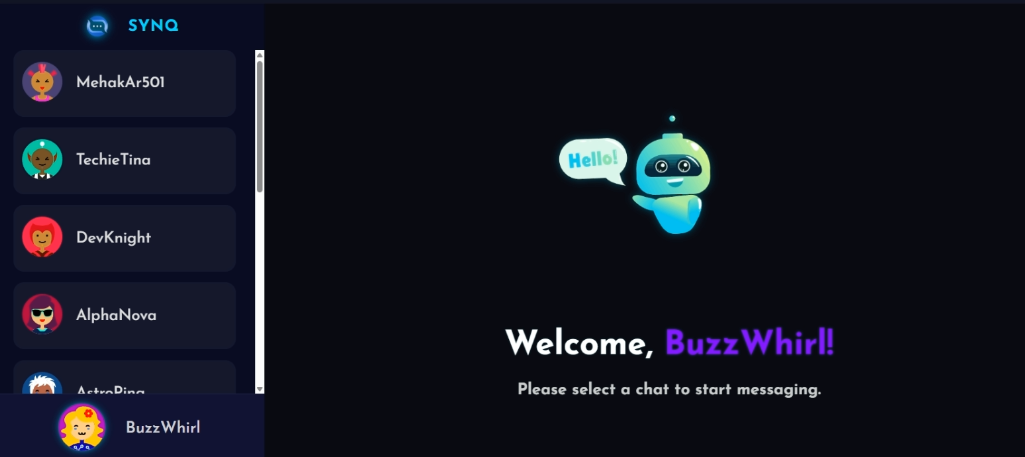 SYNQ
MehakAr501
TechieTina
DevKnight
AlphaNova
AstroPing
BuzzWhirl
Hello!
Welcome, BuzzWhirl!
Please select a chat to start messaging.